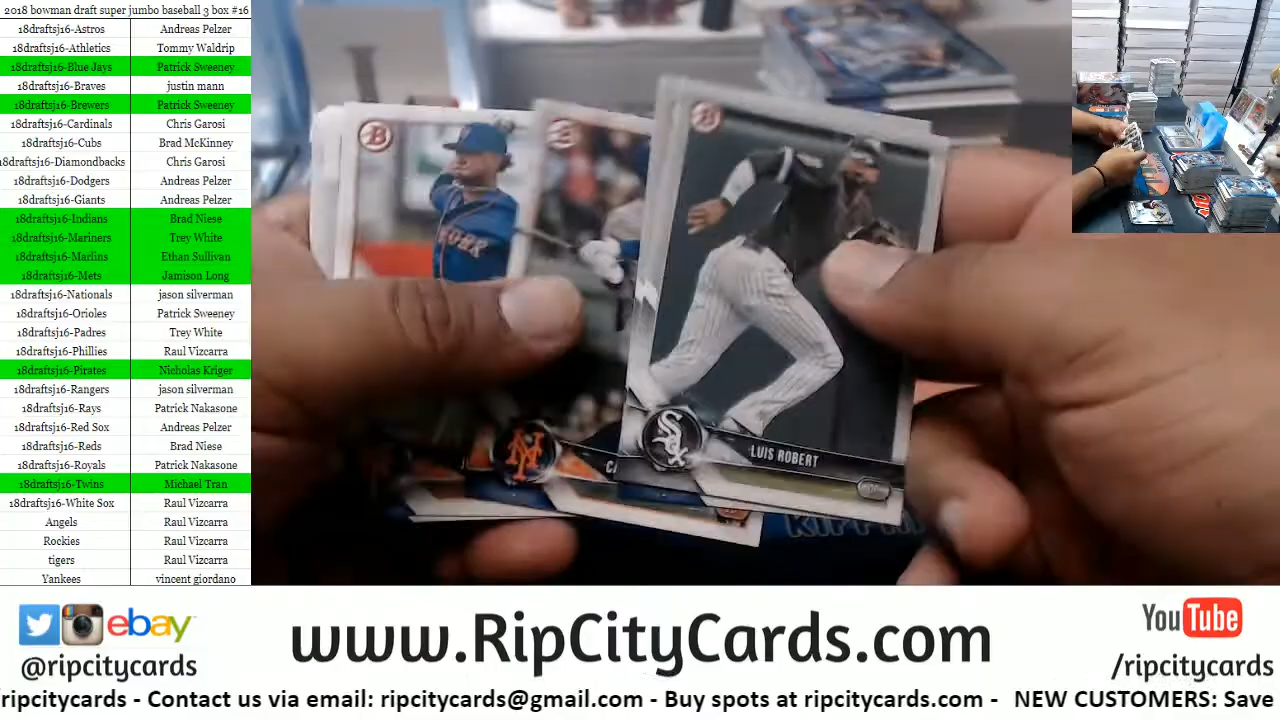 2018 bowman draft super jumbo baseball 3 box #16
18draftsj16-Astros Andreas Pelzer
18draftsj16-Athletics Tommy Waldrip
18draftsj16-Blue Jays Patrick Sweeney
18draftsj16-Braves justin mann
18draftsj16-Brewers Patrick Sweeney
18draftsj16-Cardinals Chris Garosi
18draftsj16-Cubs Brad McKinney
18draftsj16-Diamondbacks Chris Garosi
18draftsj16-Dodgers Andreas Pelzer
18draftsj16-Giants Andreas Pelzer
18draftsj16-Indians Brad Niese
18draftsj16-Mariners Trey White
18draftsj16-Marlins Ethan Sullivan
18draftsj16-Mets Jamison Long
18draftsj16-Nationals jason silverman
18draftsj16-Orioles Patrick Sweeney
18draftsj16-Padres Trey White
18draftsj16-Phillies Raul Vizcarra
18draftsj16-Pirates Nicholas Kriger
18draftsj16-Rangers jason silverman
18draftsj16-Rays Patrick Nakasone
18draftsj16-Red Sox Andreas Pelzer
18draftsj16-Reds Brad Niese
18draftsj16-Royals Patrick Nakasone
18draftsj16-Twins Michael Tran
18draftsj16-White Sox Raul Vizcarra
Angels Raul Vizcarra
Rockies Raul Vizcarra
tigers Raul Vizcarra
Yankees vincent giordano
B
B
YORK
SOX
LUIS ROBERT
NY
ebay
@ripcitycards
www.RipCityCards.com
YouTube
/ripcitycards
/ripcitycards - Contact us via email: ripcitycards@gmail.com - Buy spots at ripcitycards.com - NEW CUSTOMERS: Save